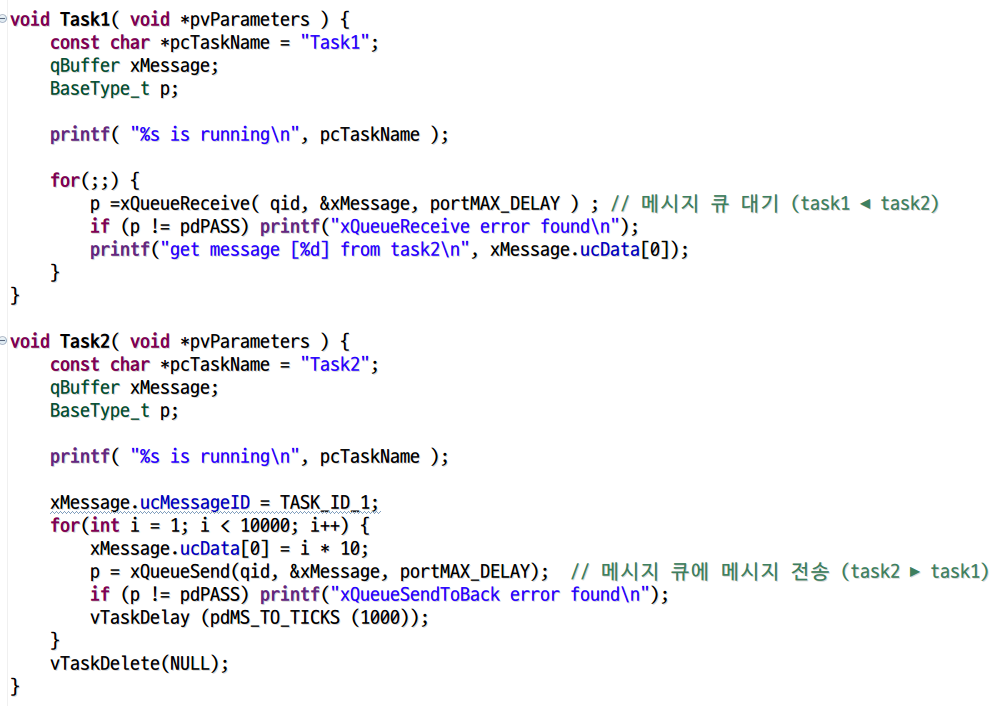 void Task1( void *pvParameters ) {
    const char *pcTaskName = "Task1";
    qBuffer xMessage;
    BaseType_t p;

    printf( "%s is running\n", pcTaskName );

    for(;;) {
        p =xQueueReceive( qid, &xMessage, portMAX_DELAY ) ; // 메시지 큐 대기 (task1 ◄ task2)
        if (p != pdPASS) printf("xQueueReceive error found\n");
        printf("get message [%d] from task2\n", xMessage.ucData[0]);
    }
}

void Task2( void *pvParameters ) {
    const char *pcTaskName = "Task2";
    qBuffer xMessage;
    BaseType_t p;

    printf( "%s is running\n", pcTaskName );

    xMessage.ucMessageID = TASK_ID_1;
    for(int i = 1; i < 10000; i++) {
        xMessage.ucData[0] = i * 10;
        p = xQueueSend(qid, &xMessage, portMAX_DELAY);  // 메시지 큐에 메시지 전송 (task2 ► task1)
        if (p != pdPASS) printf("xQueueSendToBack error found\n");
        vTaskDelay (pdMS_TO_TICKS (1000));
    }
    vTaskDelete(NULL);
}